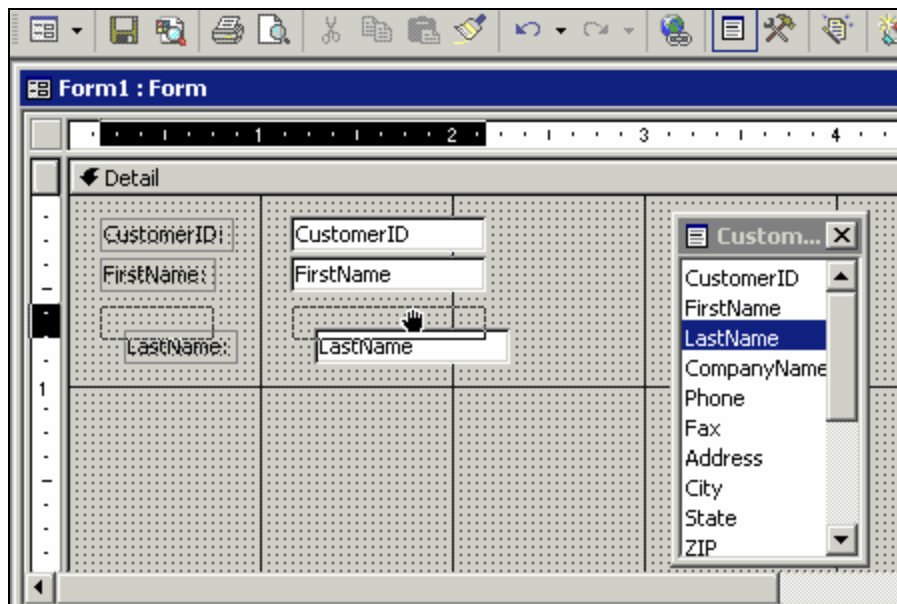 Form1 : Form
1 2 3 4
Detail
CustomerID: CustomerID
FirstName: FirstName
LastName: LastName
1
Custom...
CustomerID
FirstName
LastName
CompanyName
Phone
Fax
Address
City
State
ZIP